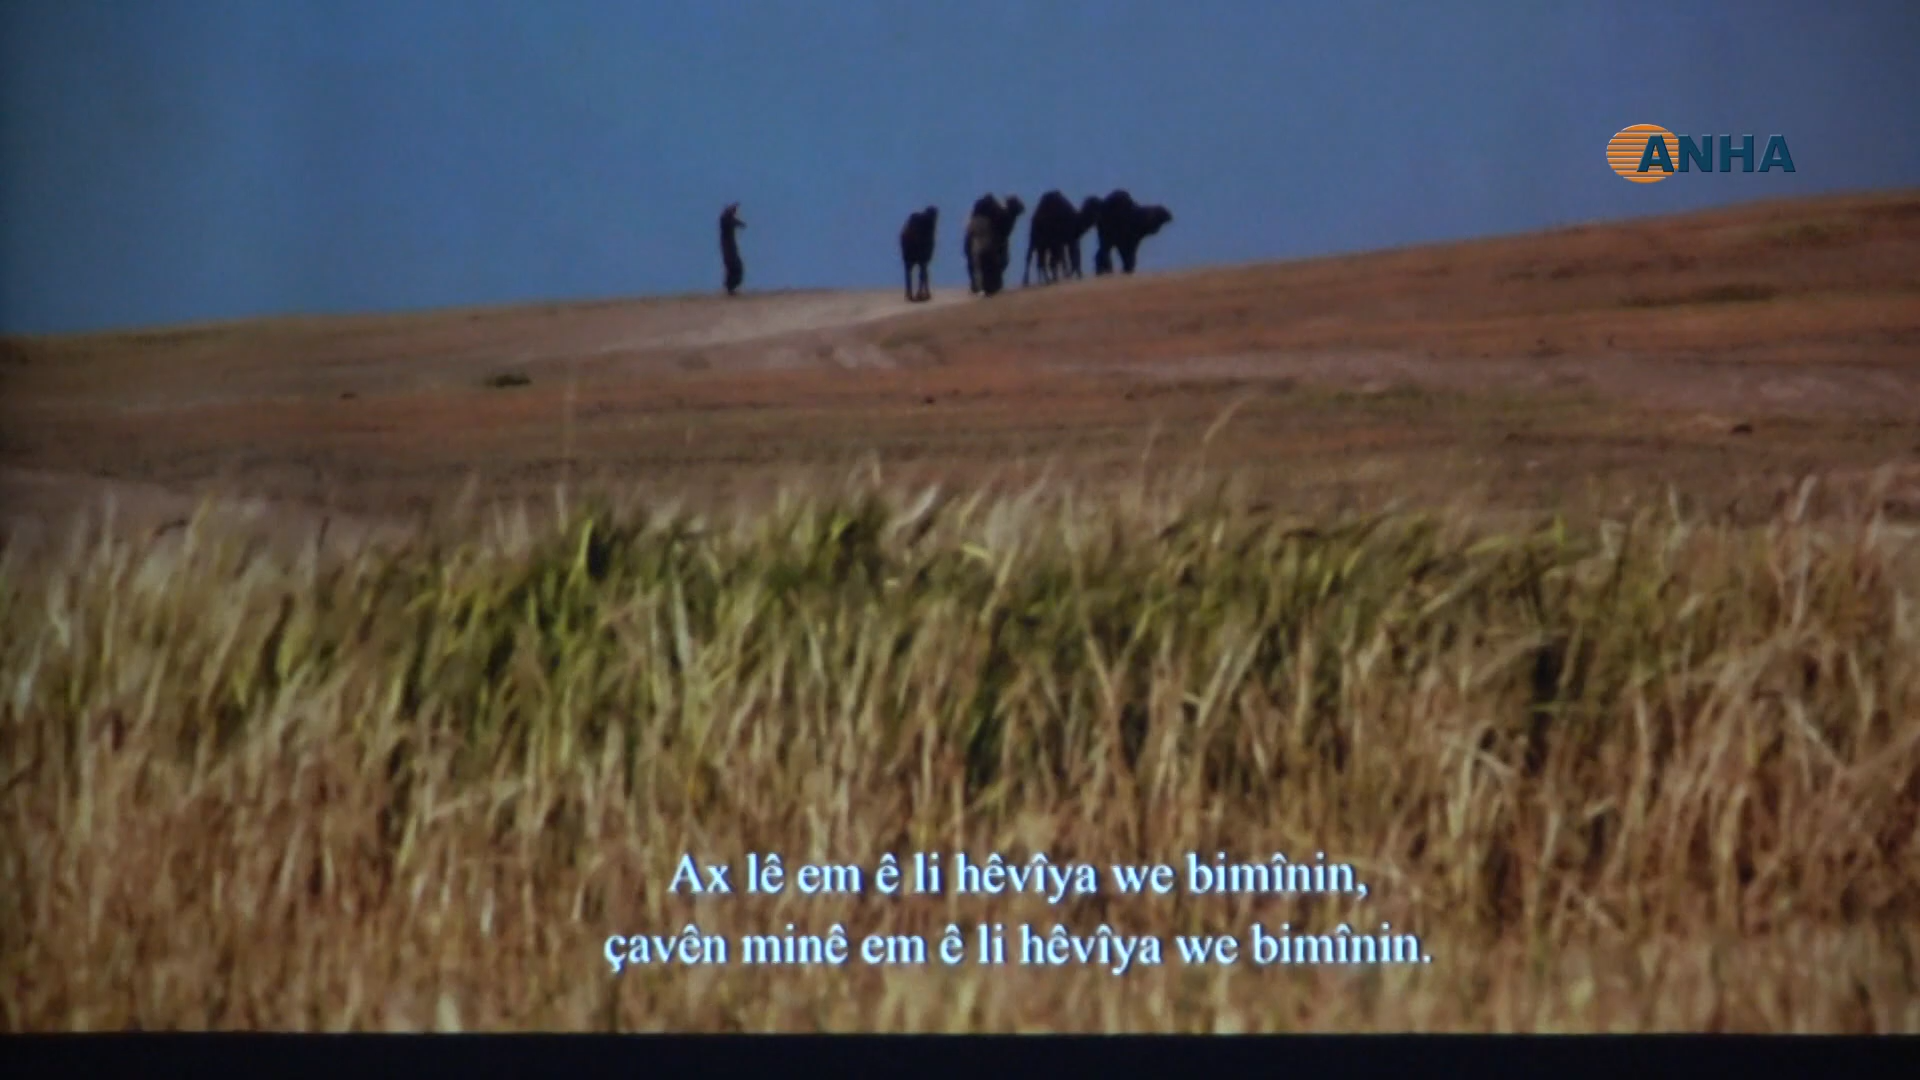 ANHA
Ax lê em ê li hêvîya we bimînin,
çavên minê em ê li hêvîya we bimînin.